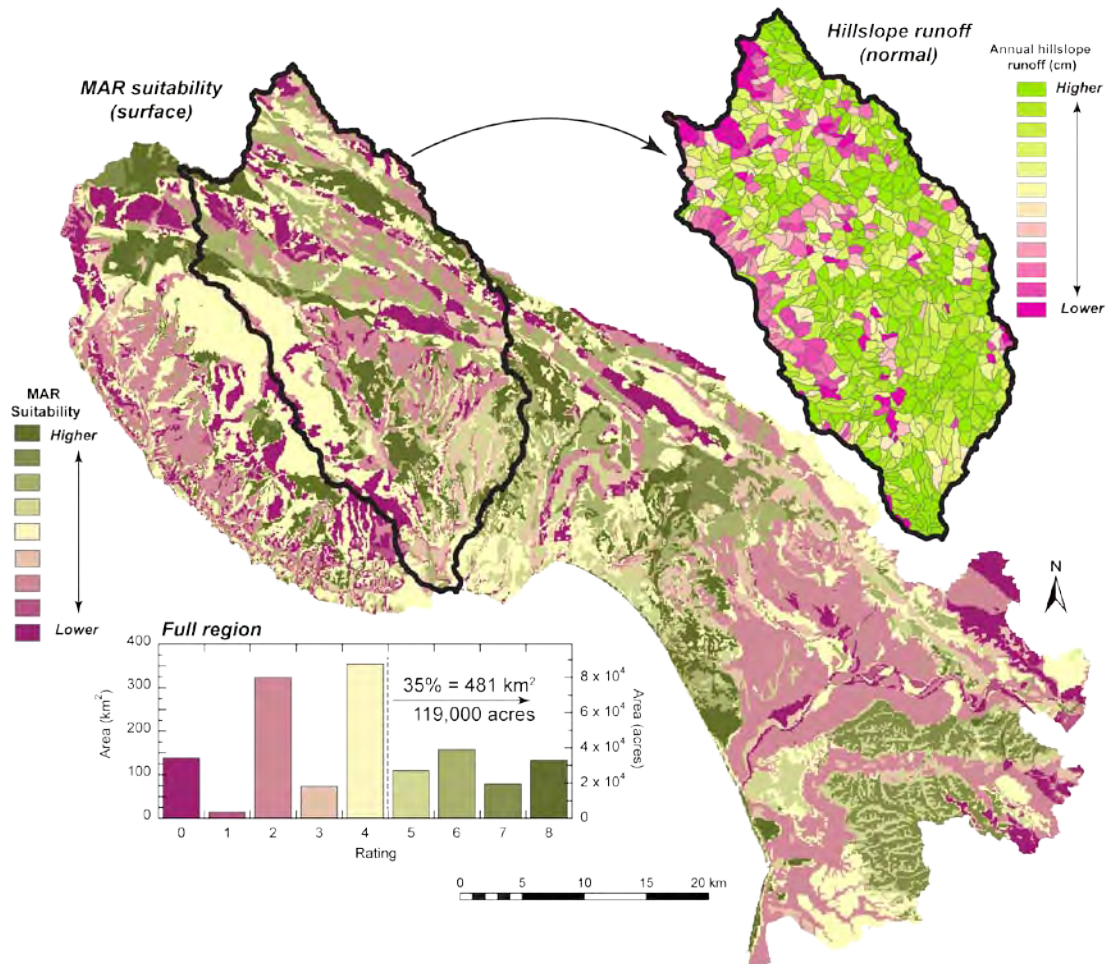 Hillslope runoff
(normal)
Annual hillslope
runoff (cm)
Higher
Lower
MAR suitability
(surface)
MAR
Suitability
Higher
Lower
N
Full region
400
300
200
100
0
Area (km²)
35% = 481 km²
119,000 acres
8 x 10⁴
6 x 10⁴
4 x 10⁴
2 x 10⁴
0
Area (acres)
0 1 2 3 4 5 6 7 8
Rating
0 5 10 15 20 km